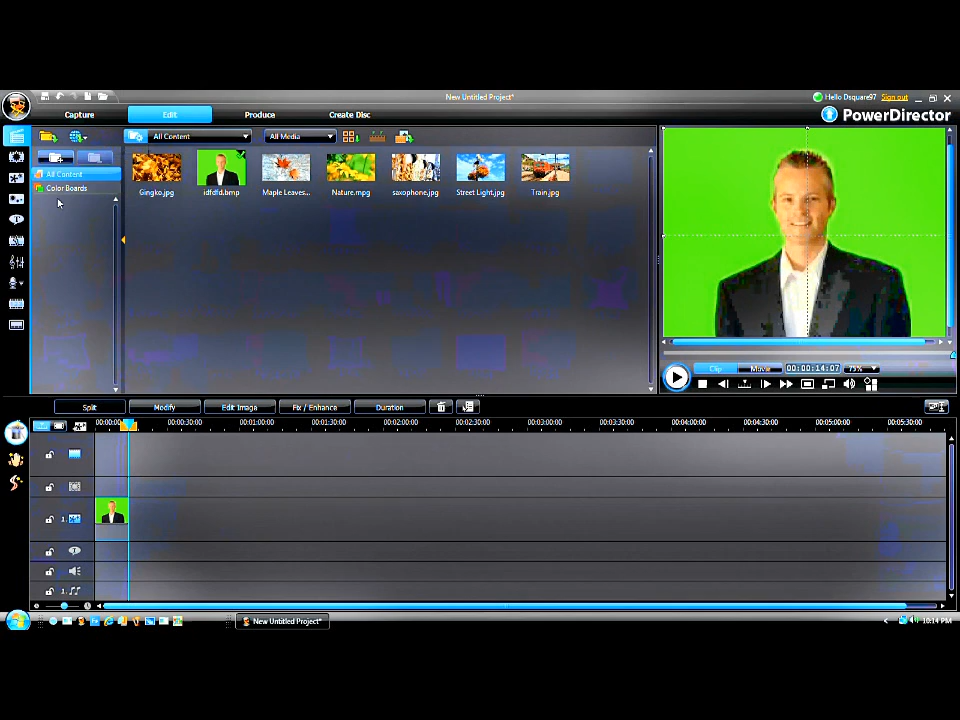 New Untitled Project*
Hello Dsquare97 Sign out
Capture Edit Produce Create Disc
PowerDirector
All Content All Media
All Content
Color Boards
Gingko.jpg idfdfd.bmp Maple Leaves... Nature.mpg saxophone.jpg Street Light.jpg Train.jpg
Clip Movie 00:00:14:07 75%
Split Modify Edit Image Fix / Enhance Duration
00:00:00 00:00:30:00 00:01:00:00 00:01:30:00 00:02:00:00 00:02:30:00 00:03:00:00 00:03:30:00 00:04:00:00 00:04:30:00 00:05:00:00 00:05:30:00
1.
1.
New Untitled Project*
10:14 PM